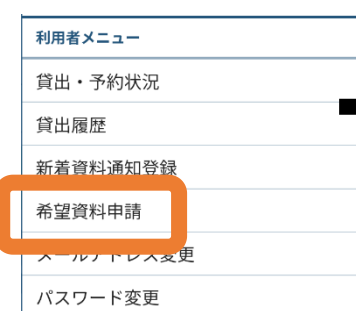 利用者メニュー
貸出・予約状況
貸出履歴
新着資料通知登録
希望資料申請
メールアドレス変更
パスワード変更